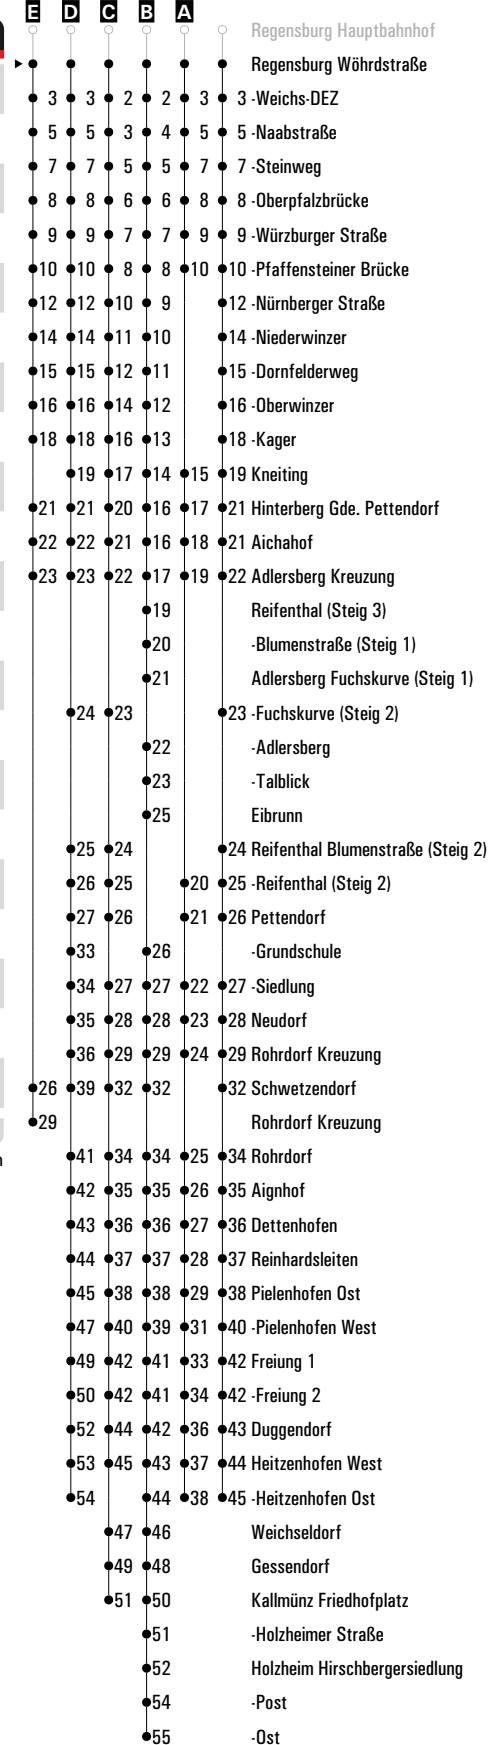 E D C B A
Regensburg Hauptbahnhof
Regensburg Wöhrdstraße
3 3 2 2 3 3 -Weichs-DEZ
5 5 3 4 5 5 -Naabstraße
7 7 5 5 7 7 -Steinweg
8 8 6 6 8 8 -Oberpfalzbrücke
9 9 7 7 9 9 -Würzburger Straße
10 10 8 8 10 10 -Pfaffensteiner Brücke
12 12 10 9 12 -Nürnberger Straße
14 14 11 10 14 -Niederwinzer
15 15 12 11 15 -Dornfelderweg
16 16 14 12 16 -Oberwinzer
18 18 16 13 18 -Kager
19 17 14 15 19 Kneiting
21 21 20 16 17 21 Hinterberg Gde. Pettendorf
22 22 21 16 18 21 Aichahof
23 23 22 17 19 22 Adlersberg Kreuzung
19 Reifenthal (Steig 3)
20 -Blumenstraße (Steig 1)
21 Adlersberg Fuchskurve (Steig 1)
24 23 23 -Fuchskurve (Steig 2)
22 -Adlersberg
23 -Talblick
25 Eibrunn
25 24 24 Reifenthal Blumenstraße (Steig 2)
26 25 20 25 -Reifenthal (Steig 2)
27 26 21 26 Pettendorf
33 26 -Grundschule
34 27 27 22 27 -Siedlung
35 28 28 23 28 Neudorf
36 29 29 24 29 Rohrdorf Kreuzung
26 39 32 32 32 Schwetzendorf
29 Rohrdorf Kreuzung
41 34 34 25 34 Rohrdorf
42 35 35 26 35 Aignhof
43 36 36 27 36 Dettenhofen
44 37 37 28 37 Reinhardsleiten
45 38 38 29 38 Pielenhofen Ost
47 40 39 31 40 -Pielenhofen West
49 42 41 33 42 Freiung 1
50 42 41 34 42 -Freiung 2
52 44 42 36 43 Duggendorf
53 45 43 37 44 Heitzenhofen West
54 44 38 45 -Heitzenhofen Ost
47 46 Weichseldorf
49 48 Gessendorf
51 50 Kallmünz Friedhofplatz
51 -Holzheimer Straße
52 Holzheim Hirschbergersiedlung
54 -Post
55 -Ost